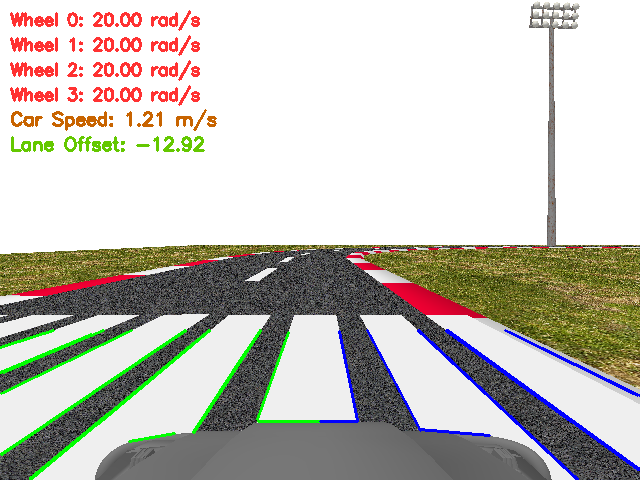 Wheel 0: 20.00 rad/s
Wheel 1: 20.00 rad/s
Wheel 2: 20.00 rad/s
Wheel 3: 20.00 rad/s
Car Speed: 1.21 m/s
Lane Offset: -12.92